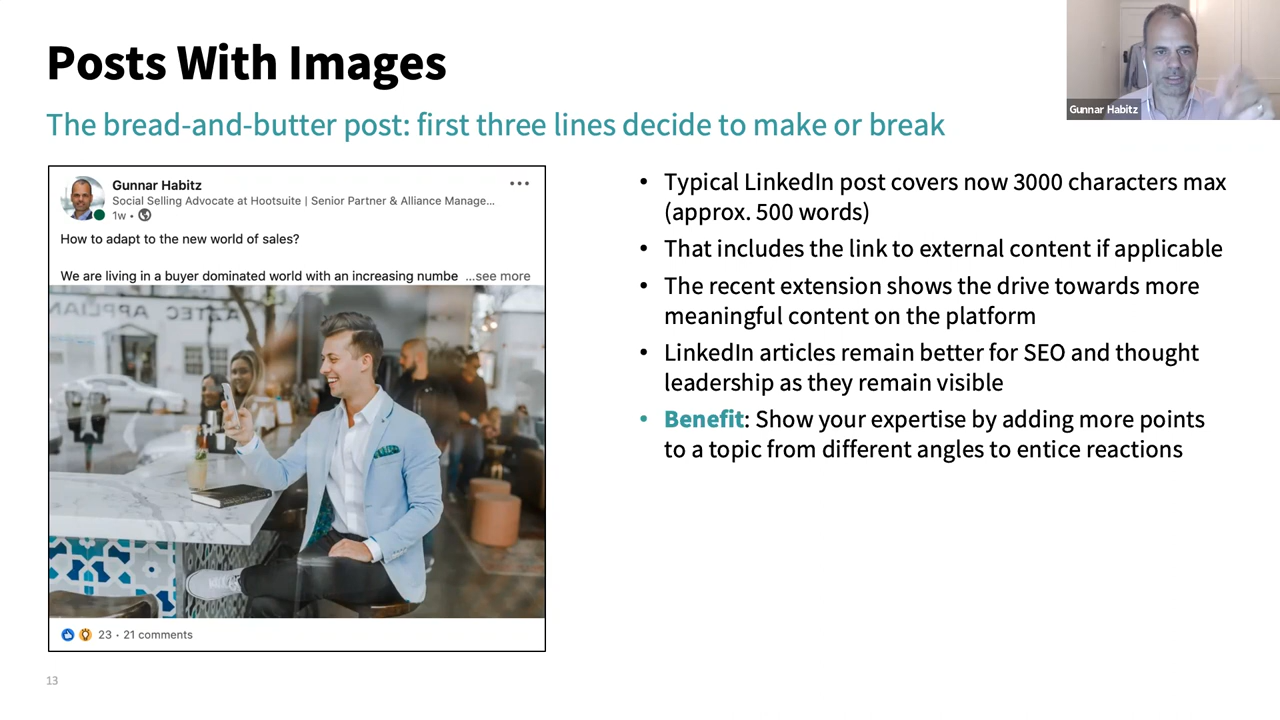 Posts With Images
The bread-and-butter post: first three lines decide to make or break
Gunnar Habitz
Gunnar Habitz
Social Selling Advocate at Hootsuite | Senior Partner & Alliance Manage...
1w •
How to adapt to the new world of sales?
We are living in a buyer dominated world with an increasing numbe ...see more
AZTEC APPLIAN
23 · 21 comments
• Typical LinkedIn post covers now 3000 characters max
(approx. 500 words)
• That includes the link to external content if applicable
• The recent extension shows the drive towards more
meaningful content on the platform
• LinkedIn articles remain better for SEO and thought
leadership as they remain visible
• Benefit: Show your expertise by adding more points
to a topic from different angles to entice reactions
13